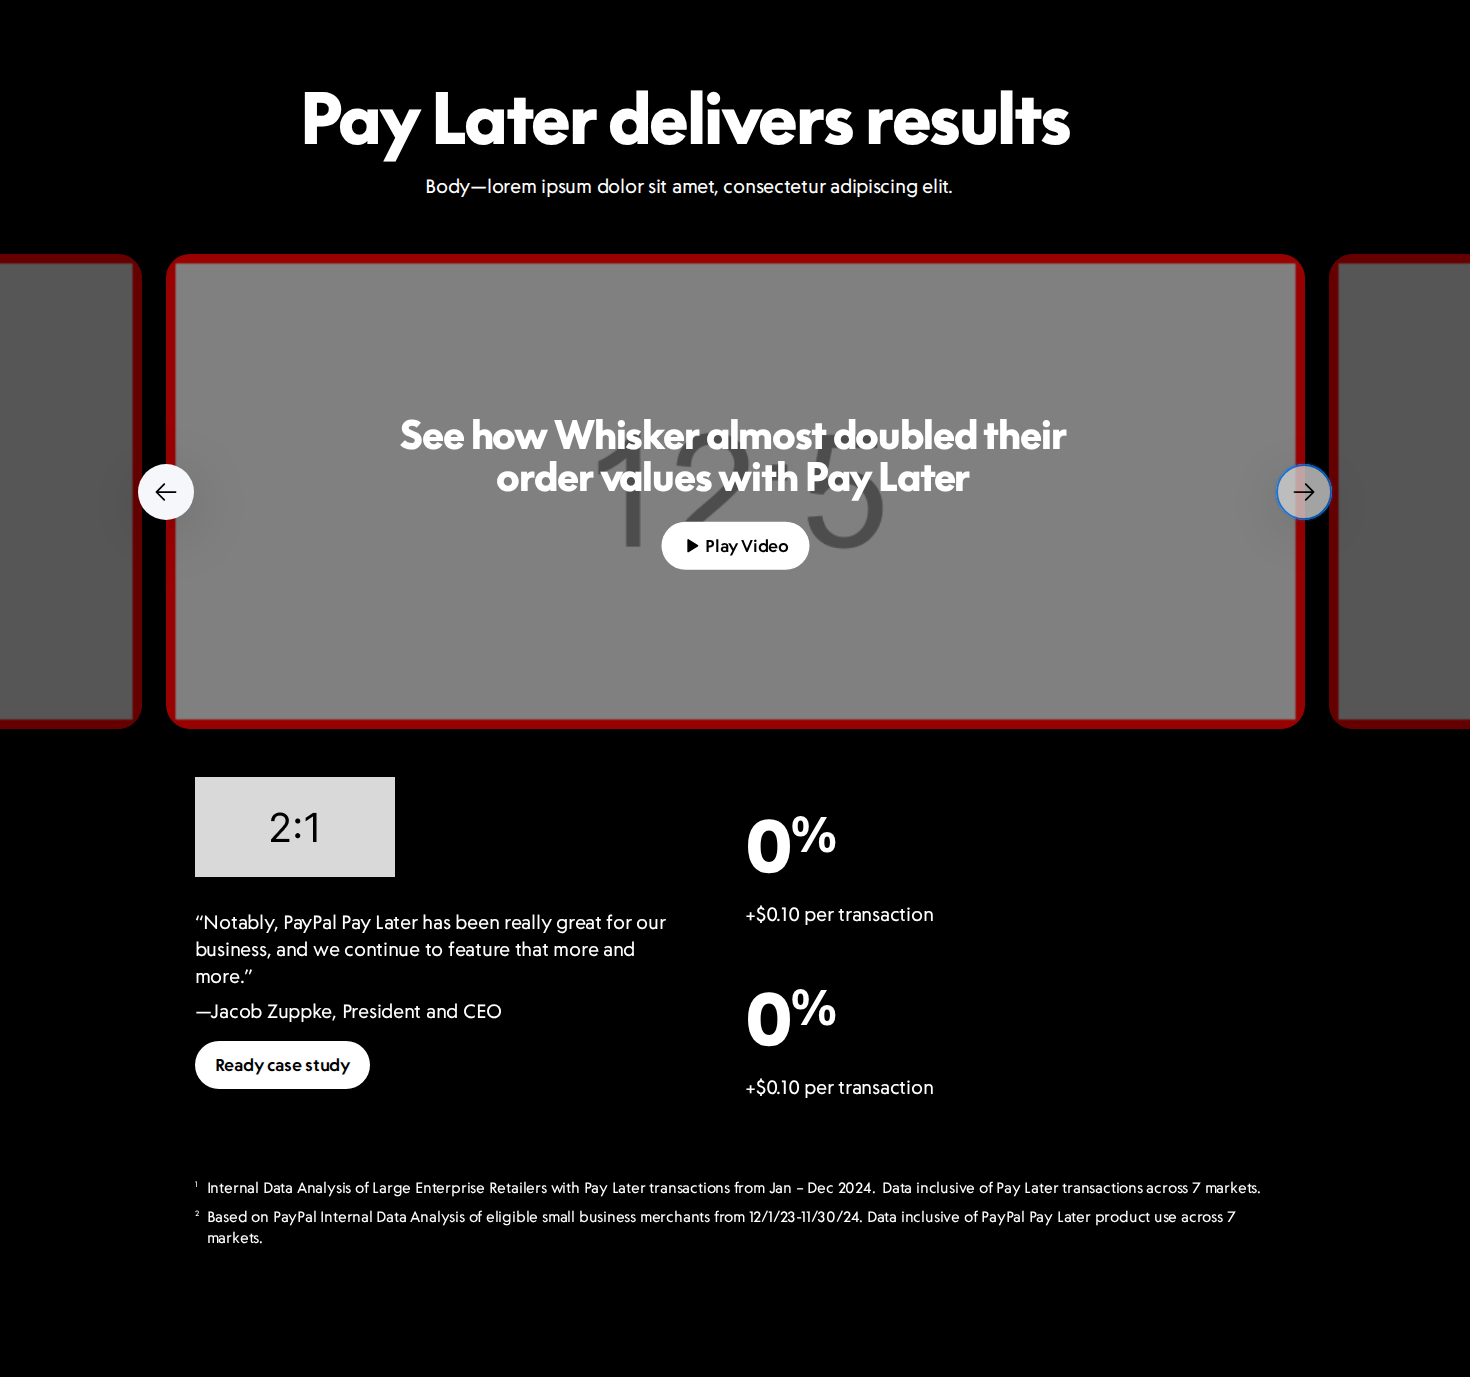 Pay Later delivers results
Body—lorem ipsum dolor sit amet, consectetur adipiscing elit.
See how Whisker almost doubled their
order values with Pay Later
12:5
Play Video
2:1
“Notably, PayPal Pay Later has been really great for our
business, and we continue to feature that more and
more.”
—Jacob Zuppke, President and CEO
Ready case study
0%
+$0.10 per transaction
0%
+$0.10 per transaction
1 Internal Data Analysis of Large Enterprise Retailers with Pay Later transactions from Jan – Dec 2024. Data inclusive of Pay Later transactions across 7 markets.
2 Based on PayPal Internal Data Analysis of eligible small business merchants from 12/1/23-11/30/24. Data inclusive of PayPal Pay Later product use across 7
markets.